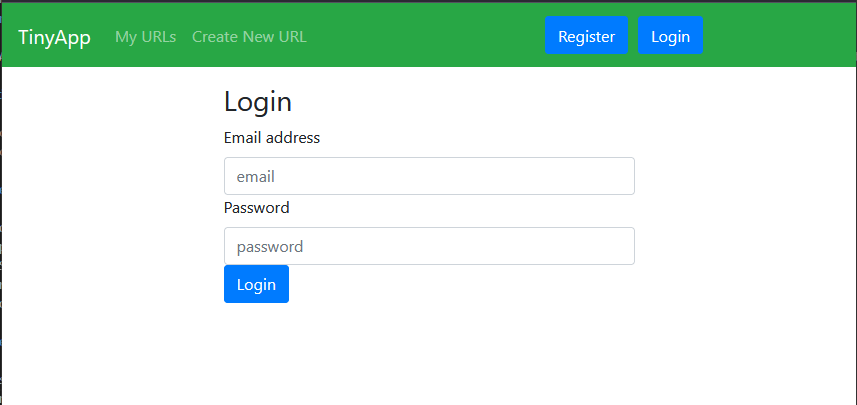 TinyApp My URLs Create New URL Register Login
Login
Email address
email
Password
password
Login